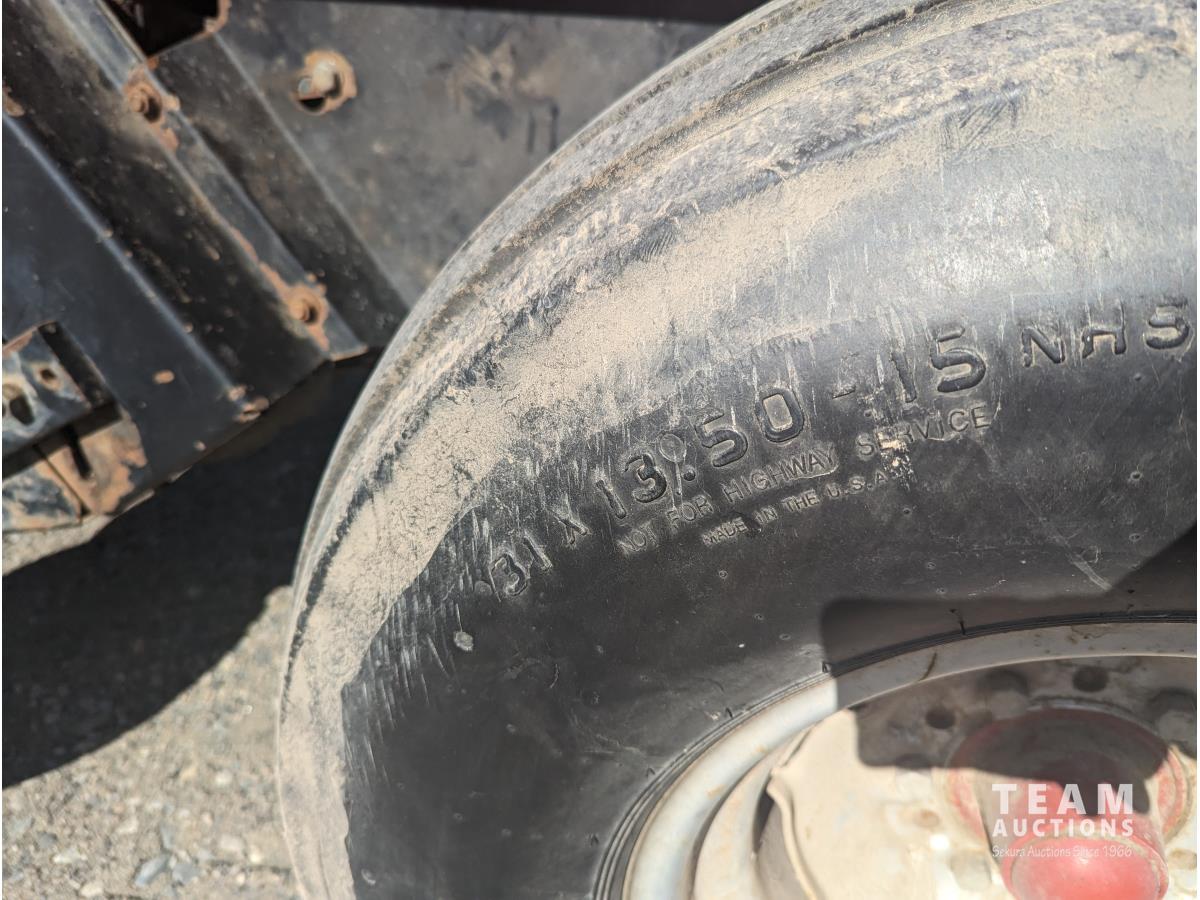 31 X 13.50 - 15 NHS
NOT FOR HIGHWAY SERVICE
MADE IN THE U.S.A.
TEAM
AUCTIONS
Sekura Auctions Since 1966